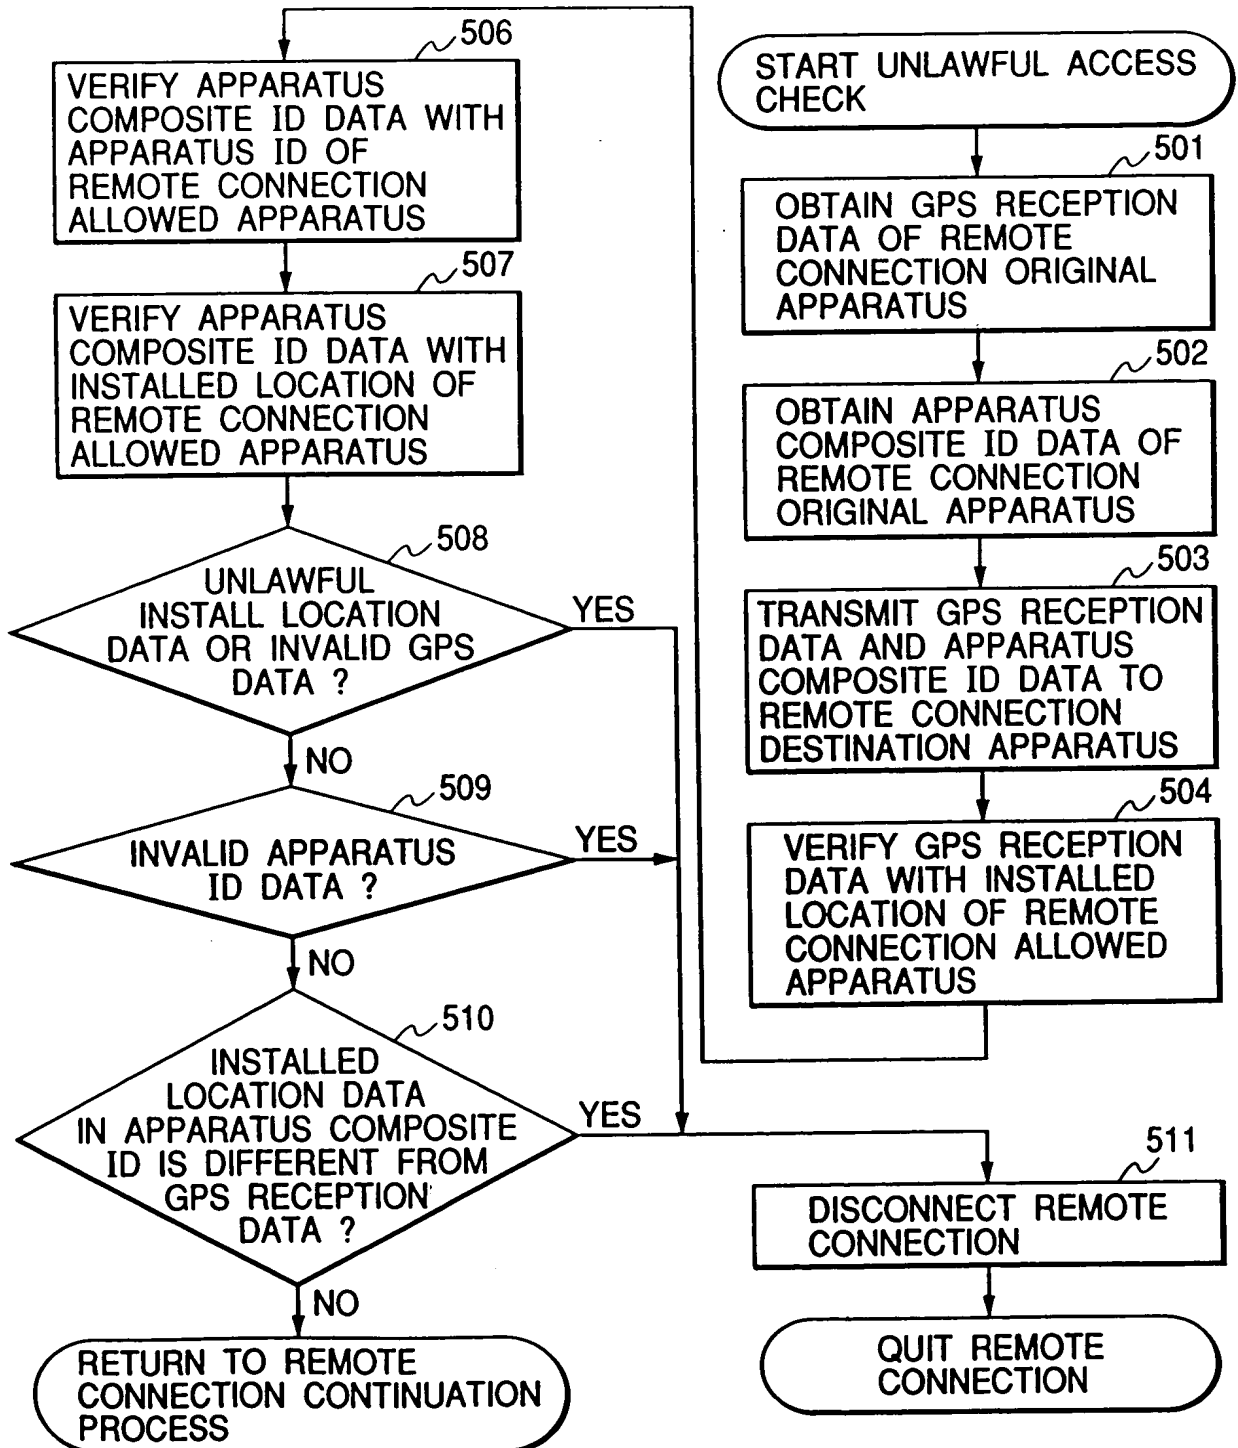 START UNLAWFUL ACCESS
CHECK
501
OBTAIN GPS RECEPTION
DATA OF REMOTE
CONNECTION ORIGINAL
APPARATUS
502
OBTAIN APPARATUS
COMPOSITE ID DATA OF
REMOTE CONNECTION
ORIGINAL APPARATUS
503
TRANSMIT GPS RECEPTION
DATA AND APPARATUS
COMPOSITE ID DATA TO
REMOTE CONNECTION
DESTINATION APPARATUS
504
VERIFY GPS RECEPTION
DATA WITH INSTALLED
LOCATION OF REMOTE
CONNECTION ALLOWED
APPARATUS
506
VERIFY APPARATUS
COMPOSITE ID DATA WITH
APPARATUS ID OF
REMOTE CONNECTION
ALLOWED APPARATUS
507
VERIFY APPARATUS
COMPOSITE ID DATA WITH
INSTALLED LOCATION OF
REMOTE CONNECTION
ALLOWED APPARATUS
508
UNLAWFUL
INSTALL LOCATION
DATA OR INVALID GPS
DATA ?
YES
NO
509
INVALID APPARATUS
ID DATA ?
YES
NO
510
INSTALLED
LOCATION DATA
IN APPARATUS COMPOSITE
ID IS DIFFERENT FROM
GPS RECEPTION
DATA ?
YES
NO
RETURN TO REMOTE
CONNECTION CONTINUATION
PROCESS
511
DISCONNECT REMOTE
CONNECTION
QUIT REMOTE
CONNECTION